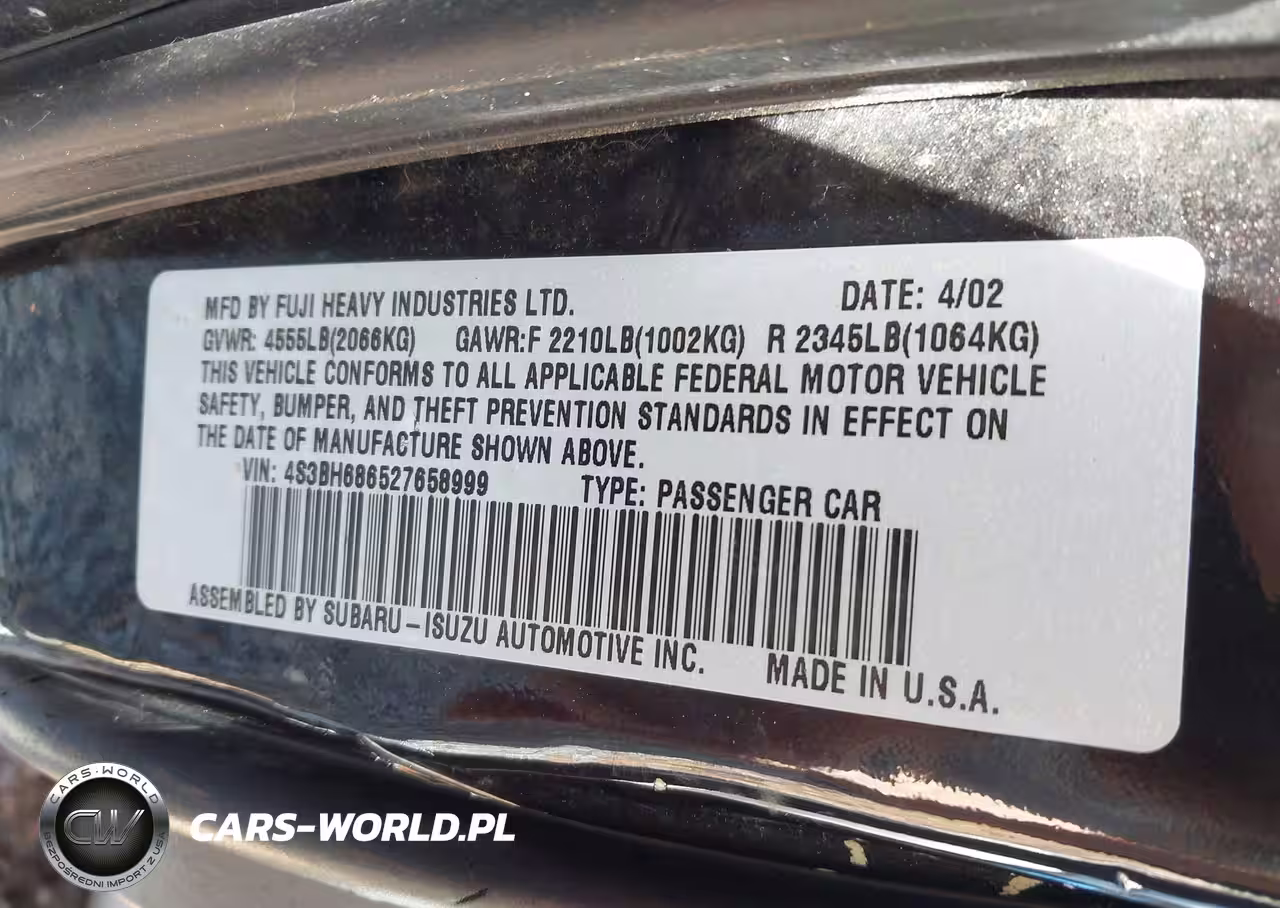 MFD BY FUJI HEAVY INDUSTRIES LTD. DATE: 4/02
GVWR: 4555LB(2066KG) GAWR:F 2210LB(1002KG) R 2345LB(1064KG)
THIS VEHICLE CONFORMS TO ALL APPLICABLE FEDERAL MOTOR VEHICLE
SAFETY, BUMPER, AND THEFT PREVENTION STANDARDS IN EFFECT ON
THE DATE OF MANUFACTURE SHOWN ABOVE.
VIN: 4S3BH686527658999 TYPE: PASSENGER CAR
ASSEMBLED BY SUBARU-ISUZU AUTOMOTIVE INC. MADE IN U.S.A.
CARS-WORLD
CW
BEZPOŚREDNI IMPORT Z USA
CARS-WORLD.PL